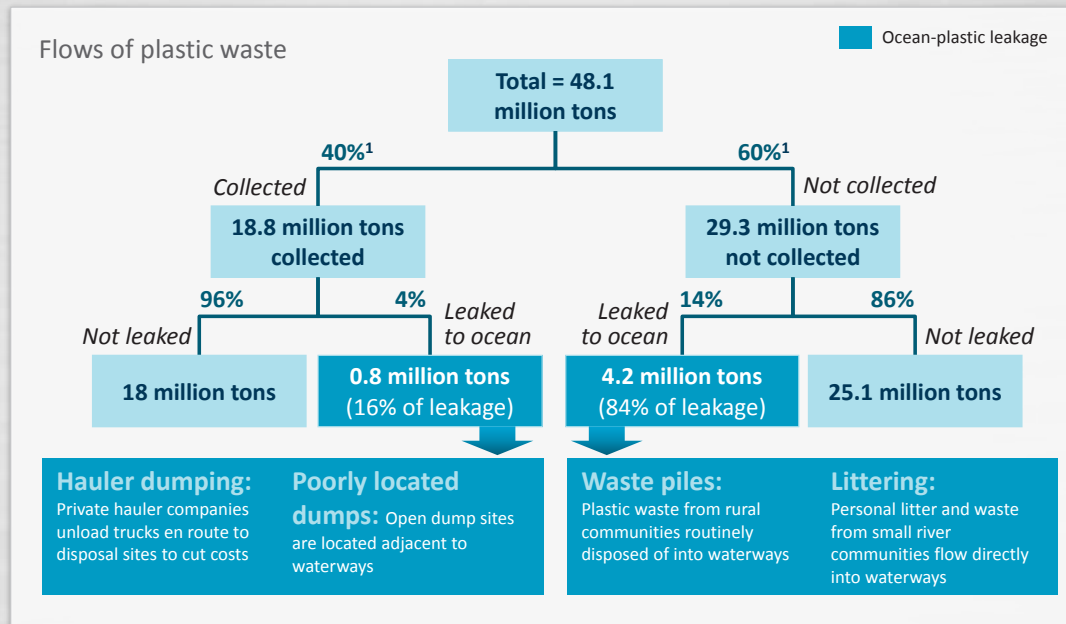 Flows of plastic waste
Ocean-plastic leakage
Total = 48.1
million tons
40%¹
60%¹
Collected
Not collected
18.8 million tons
collected
29.3 million tons
not collected
96%
4%
14%
86%
Not leaked
Leaked
to ocean
Leaked
to ocean
Not leaked
18 million tons
0.8 million tons
(16% of leakage)
4.2 million tons
(84% of leakage)
25.1 million tons
Hauler dumping:
Private hauler companies
unload trucks en route to
disposal sites to cut costs
Poorly located
dumps: Open dump sites
are located adjacent to
waterways
Waste piles:
Plastic waste from rural
communities routinely
disposed of into waterways
Littering:
Personal litter and waste
from small river
communities flow directly
into waterways